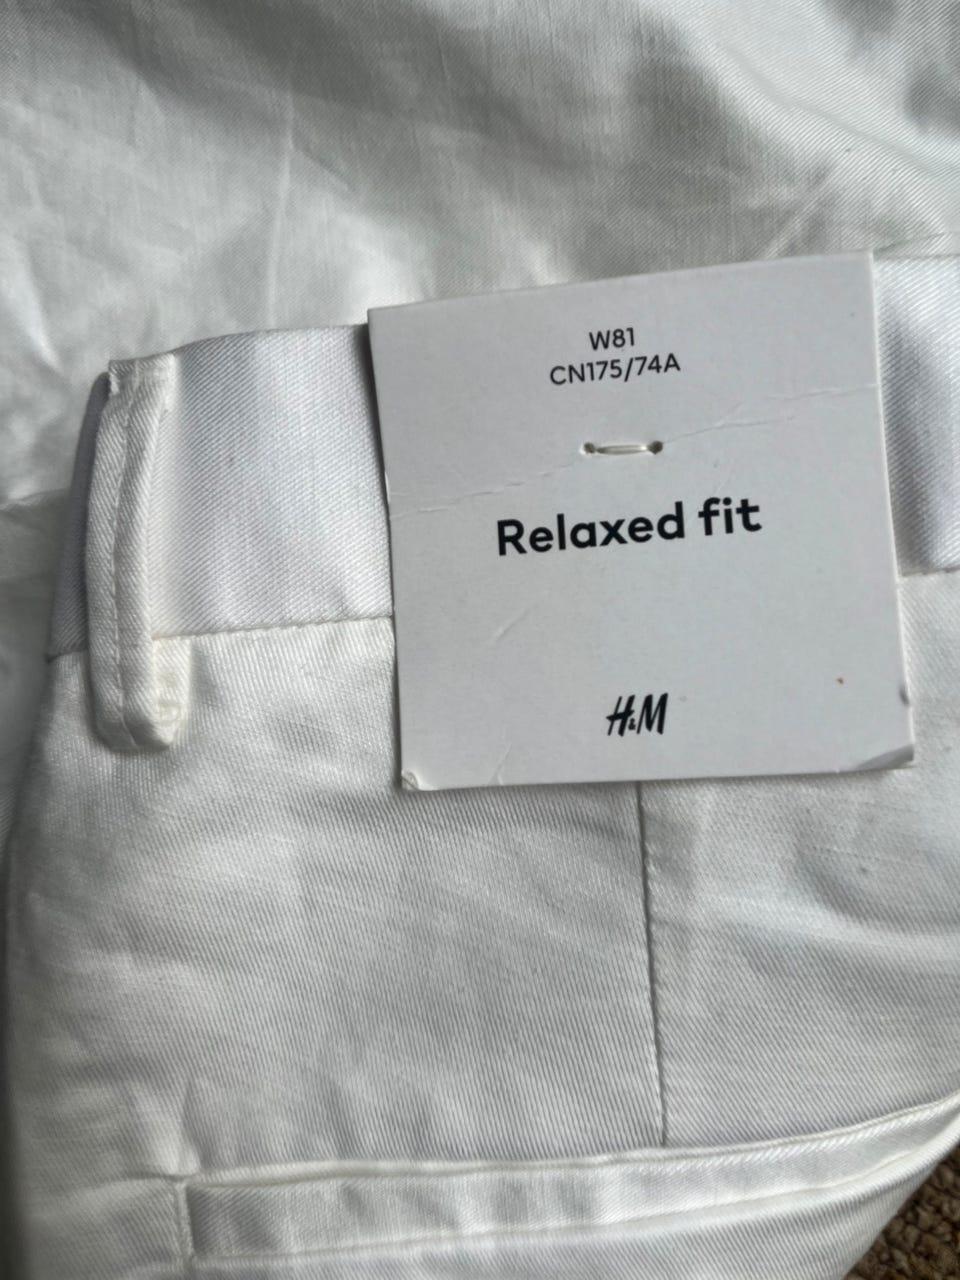 W81
CN175/74A
Relaxed fit
H&M